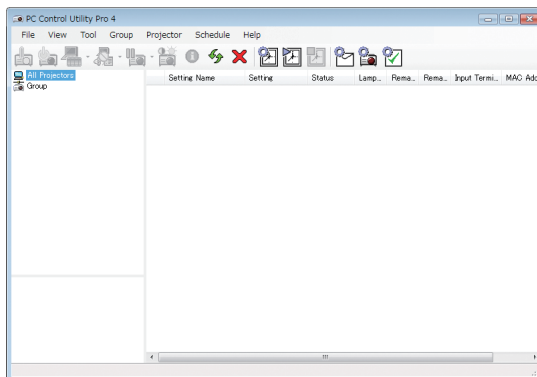 PC Control Utility Pro 4
File View Tool Group Projector Schedule Help
All Projectors
Group
Setting Name Setting Status Lamp... Rema... Rema... Input Termi... MAC Add